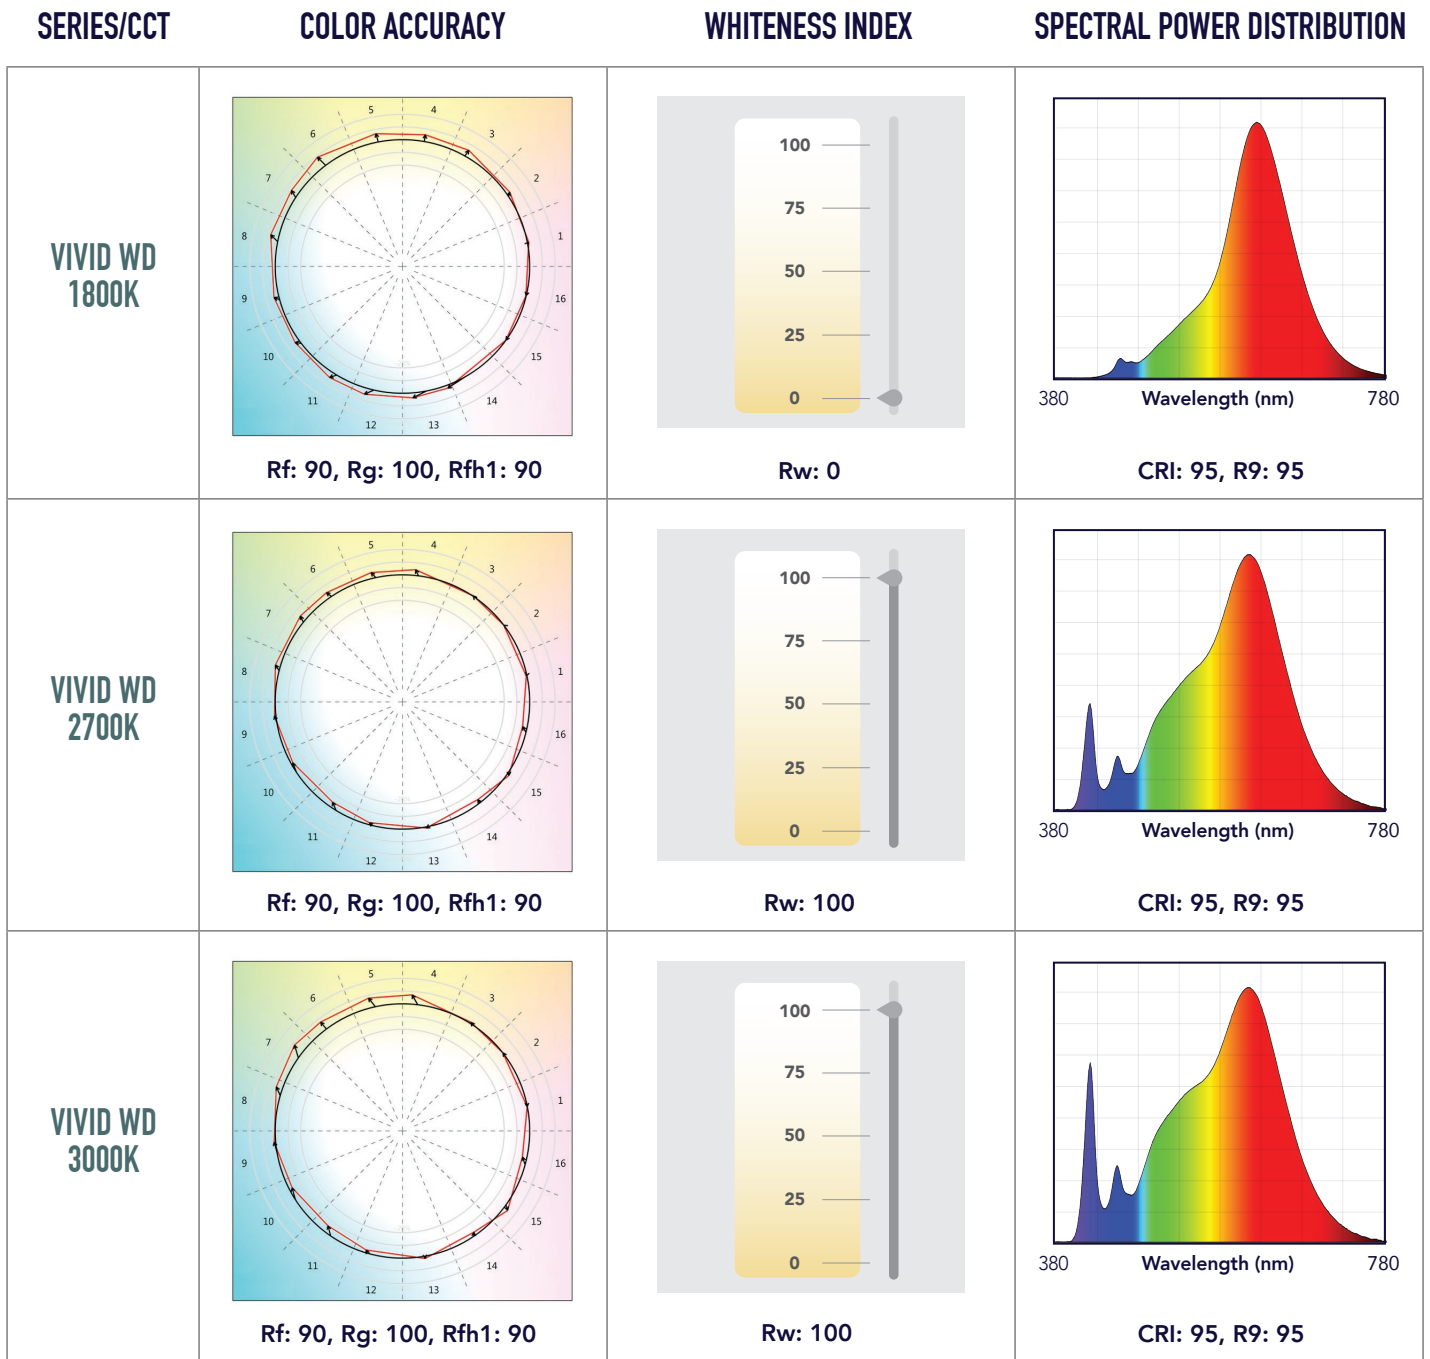 SERIES/CCT COLOR ACCURACY WHITENESS INDEX SPECTRAL POWER DISTRIBUTION
VIVID WD
1800K
5 4
6 3
7 2
8 1
9 16
10 15
11 14
12 13
Rf: 90, Rg: 100, Rfh1: 90
100
75
50
25
0
Rw: 0
380 Wavelength (nm) 780
CRI: 95, R9: 95
VIVID WD
2700K
5 4
6 3
7 2
8 1
9 16
10 15
11 14
12 13
Rf: 90, Rg: 100, Rfh1: 90
100
75
50
25
0
Rw: 100
380 Wavelength (nm) 780
CRI: 95, R9: 95
VIVID WD
3000K
5 4
6 3
7 2
8 1
9 16
10 15
11 14
12 13
Rf: 90, Rg: 100, Rfh1: 90
100
75
50
25
0
Rw: 100
380 Wavelength (nm) 780
CRI: 95, R9: 95